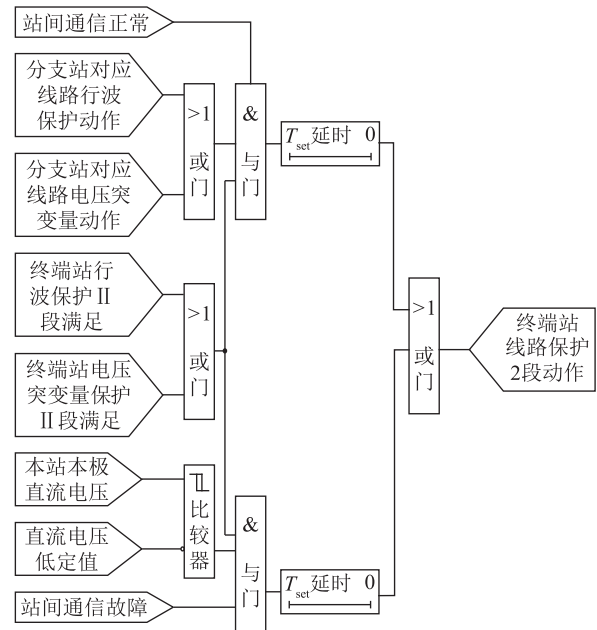 站间通信正常
分支站对应
线路行波
保护动作
>1
或
门
&
与
门
T_set延时 0
分支站对应
线路电压突
变量动作
终端站行
波保护Ⅱ
段满足
>1
或
门
>1
或
门
终端站
线路保护
2段动作
终端站电压
突变量保护
Ⅱ段满足
本站本极
直流电压
比
较
器
直流电压
低定值
&
与
门
T_set延时 0
站间通信故障